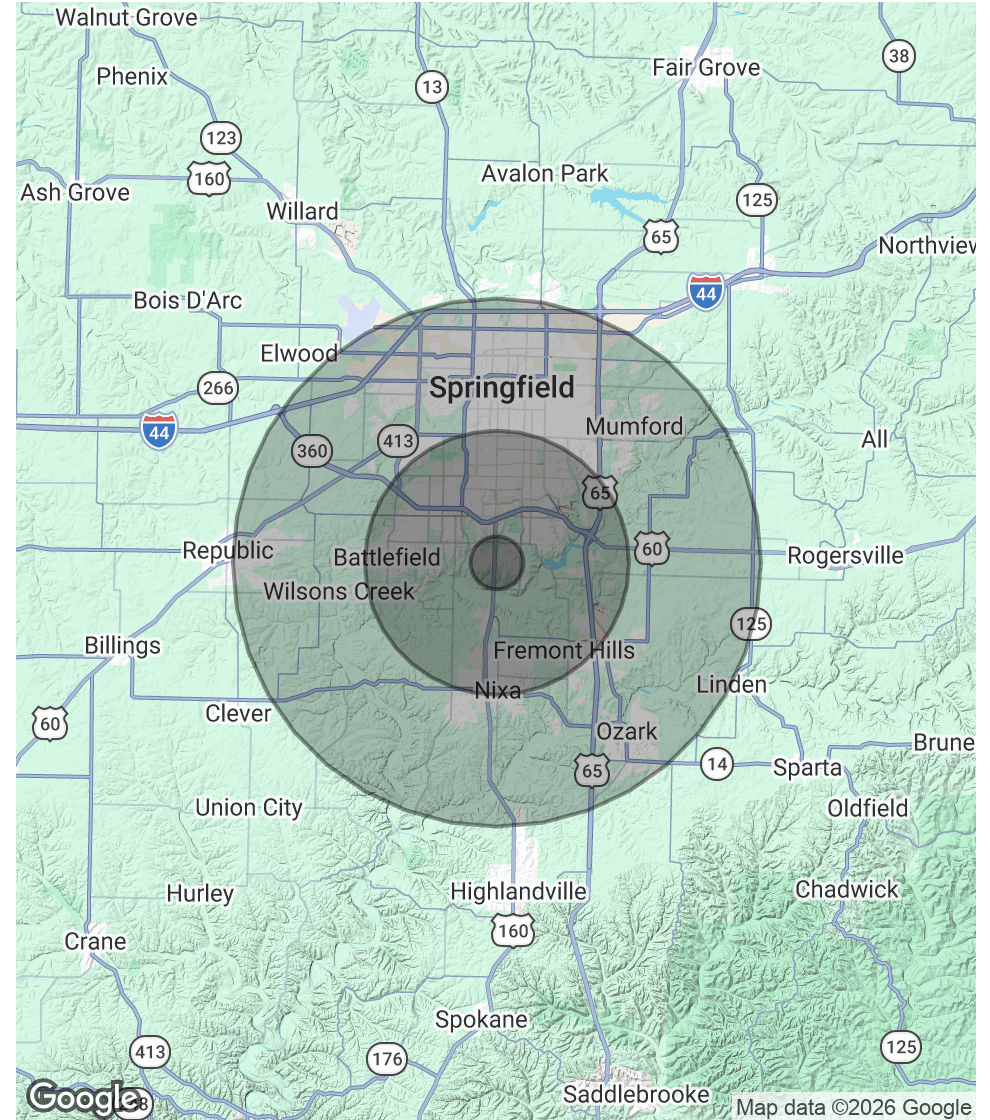 Walnut Grove
38
Fair Grove
Phenix
13
123
Avalon Park
160
Ash Grove
125
Willard
65
Northview
44
Bois D'Arc
Elwood
266
Springfield
Mumford
44
413
All
360
65
Republic
60
Battlefield
Rogersville
Wilsons Creek
125
Billings
Fremont Hills
Linden
Nixa
Clever
60
Ozark
Brune
14
65
Sparta
Union City
Oldfield
Hurley
Highlandville
Chadwick
160
Crane
Spokane
413
176
125
Saddlebrooke
Google
Map data ©2026 Google